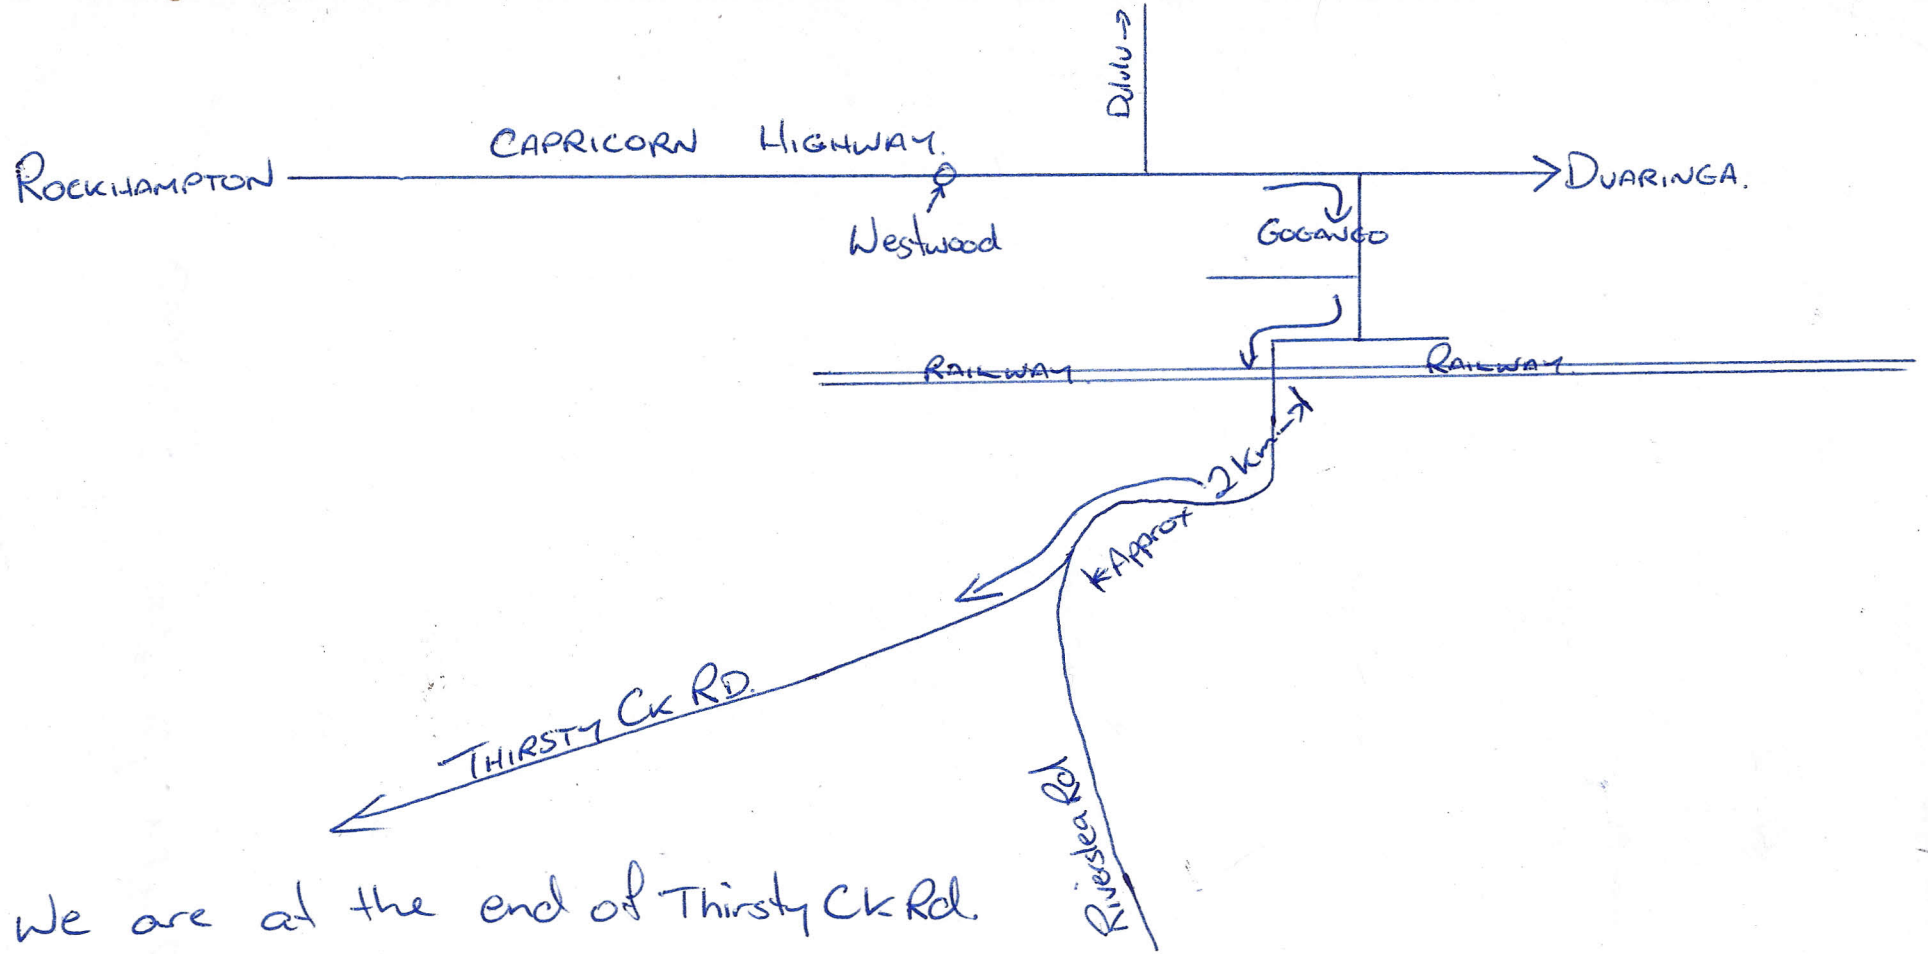 Dululu →
CAPRICORN HIGHWAY.
ROCKHAMPTON
DUARINGA.
Westwood
GOGANGO
RAILWAY
RAILWAY
2 Km
Approx
THIRSTY CK RD.
Riverslea Rd
We are at the end of Thirsty Ck Rd.